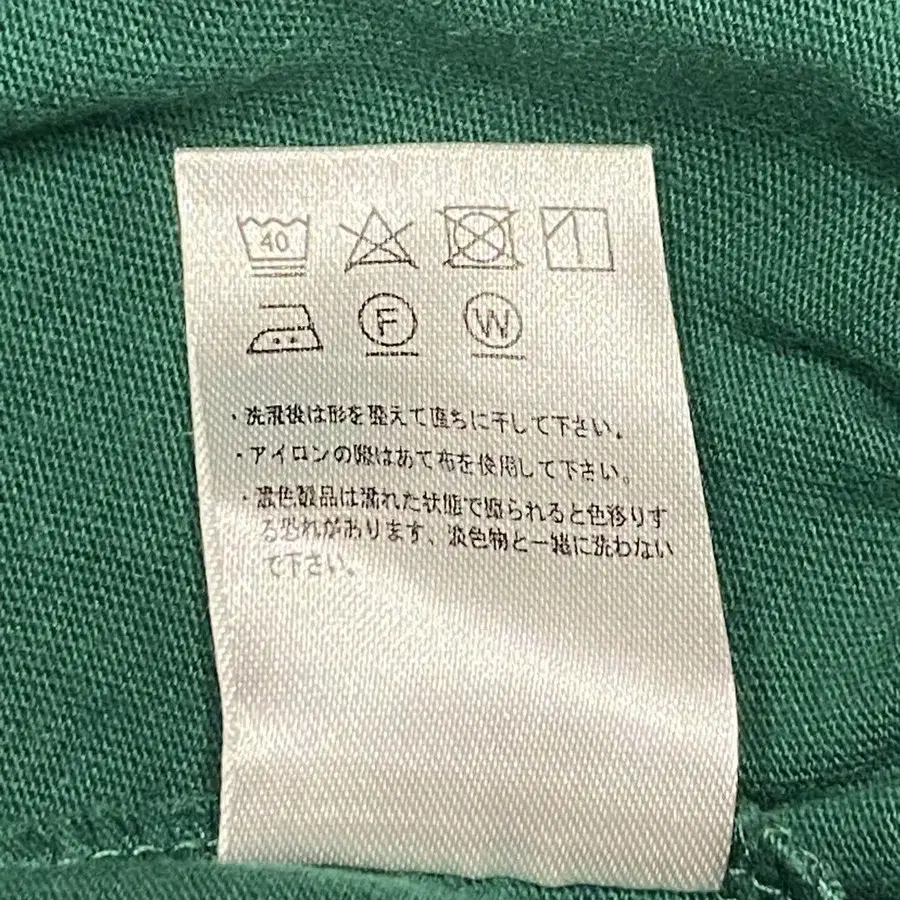 40
F
W
・洗濯後は形を整えて直ちに干して下さい。
・アイロンの際はあて布を使用して下さい。
・濃色製品は濡れた状態で擦られると色移りす
る恐れがあります、淡色物と一緒に洗わない
で下さい。